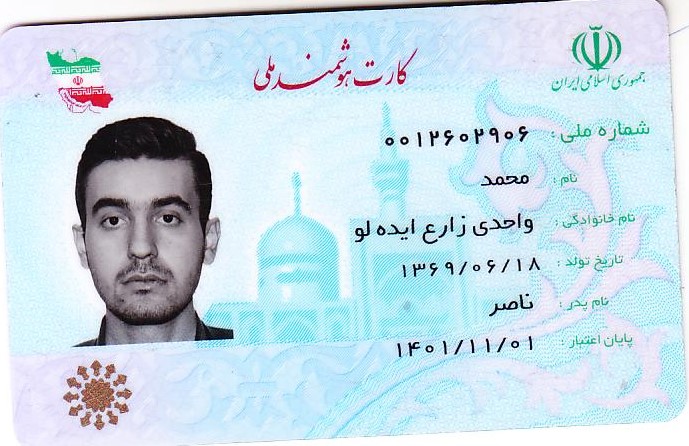 کارت هوشمند ملی
جمهوری اسلامی ایران
شماره ملی: ۰۰۱۲۶۰۲۹۰۶
نام: محمد
نام خانوادگی: واحدی زارع ایده لو
تاریخ تولد: ۱۳۶۹/۰۶/۱۸
نام پدر: ناصر
پایان اعتبار: ۱۴۰۱/۱۱/۰۱